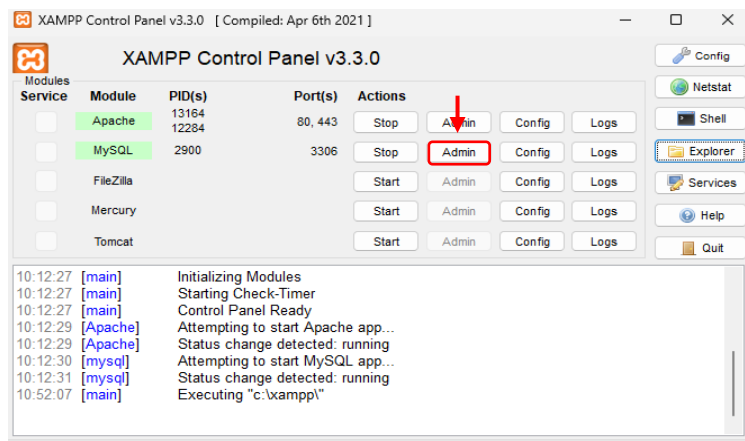 XAMPP Control Panel v3.3.0 [ Compiled: Apr 6th 2021 ]
XAMPP Control Panel v3.3.0
Config
Modules
Netstat
Service Module PID(s) Port(s) Actions
Apache 13164 12284 80, 443 Stop Admin Config Logs
Shell
MySQL 2900 3306 Stop Admin Config Logs
Explorer
FileZilla Start Admin Config Logs
Services
Mercury Start Admin Config Logs
Help
Tomcat Start Admin Config Logs
Quit
10:12:27 [main] Initializing Modules
10:12:27 [main] Starting Check-Timer
10:12:27 [main] Control Panel Ready
10:12:29 [Apache] Attempting to start Apache app...
10:12:29 [Apache] Status change detected: running
10:12:30 [mysql] Attempting to start MySQL app...
10:12:31 [mysql] Status change detected: running
10:52:07 [main] Executing "c:\xampp\"